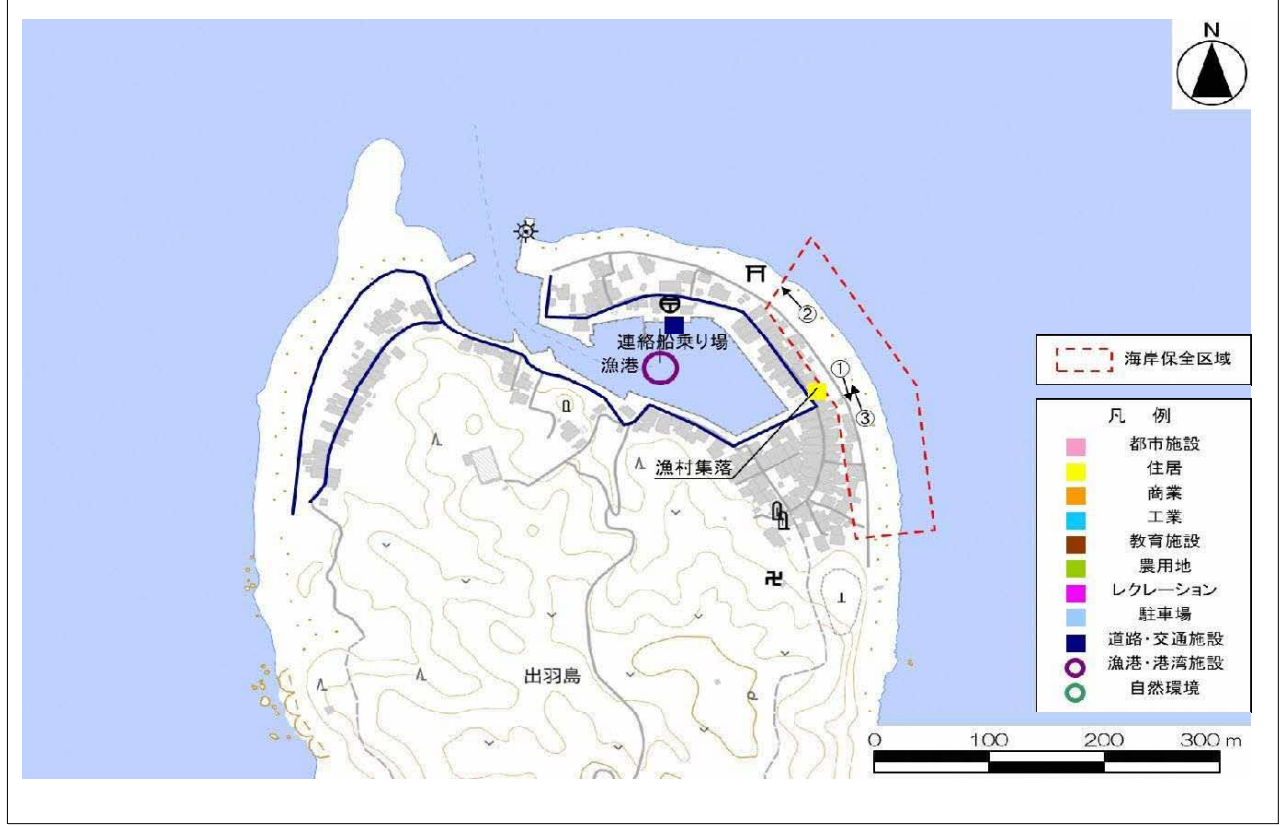 N
連絡船乗り場
漁港
②
①
③
漁村集落
出羽島
海岸保全区域
凡 例
都市施設
住居
商業
工業
教育施設
農用地
レクレーション
駐車場
道路・交通施設
漁港・港湾施設
自然環境
0 100 200 300 m